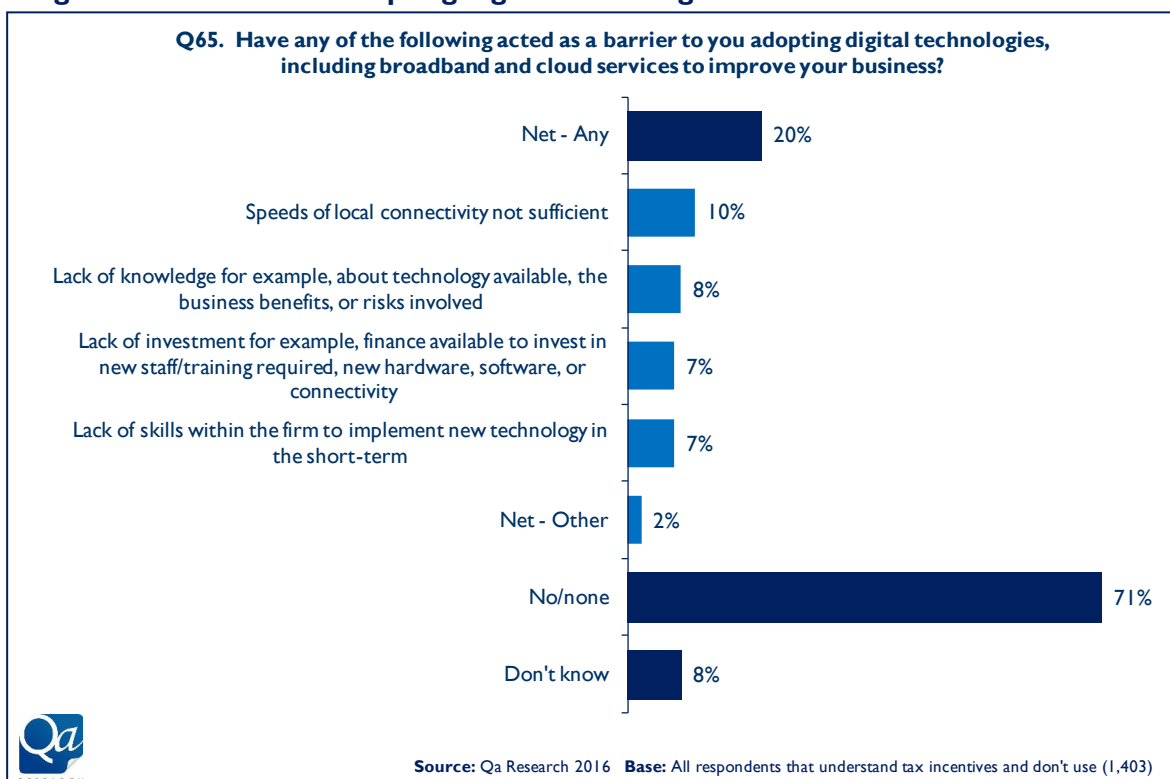 Q65. Have any of the following acted as a barrier to you adopting digital technologies,
including broadband and cloud services to improve your business?
Net - Any
20%
Speeds of local connectivity not sufficient
10%
Lack of knowledge for example, about technology available, the
business benefits, or risks involved
8%
Lack of investment for example, finance available to invest in
new staff/training required, new hardware, software, or
connectivity
7%
Lack of skills within the firm to implement new technology in
the short-term
7%
Net - Other
2%
No/none
71%
Don't know
8%
Qa
Source: Qa Research 2016 Base: All respondents that understand tax incentives and don't use (1,403)